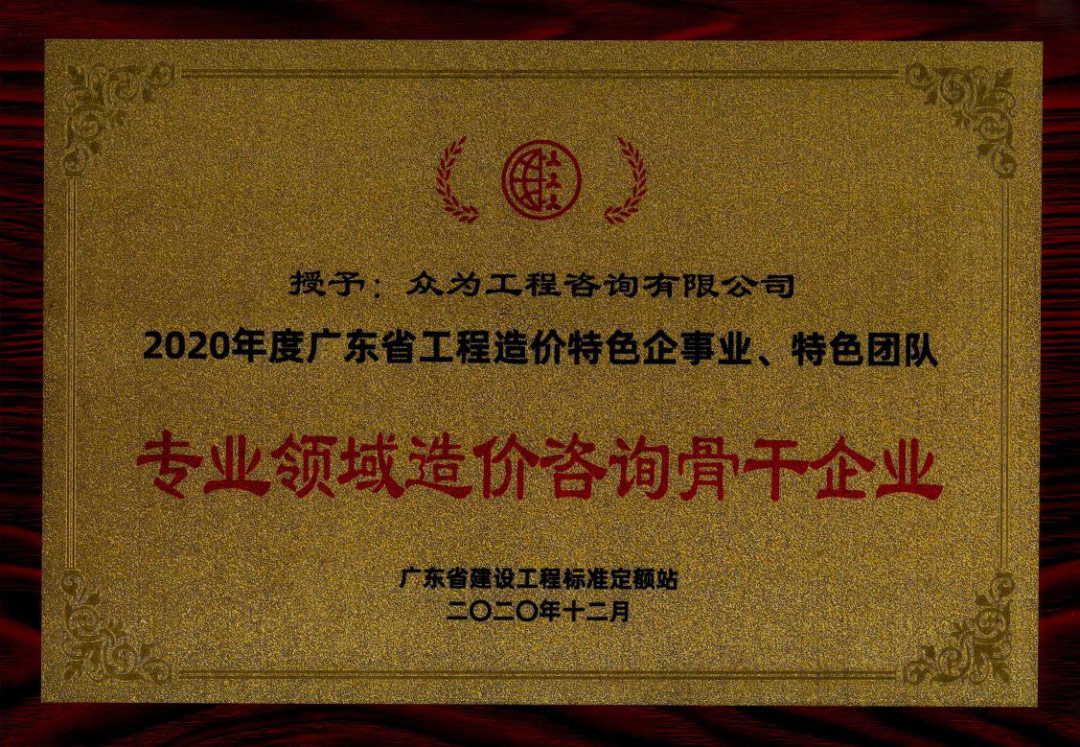 授予：众为工程咨询有限公司
2020年度广东省工程造价特色企事业、特色团队
专业领域造价咨询骨干企业
广东省建设工程标准定额站
二〇二〇年十二月